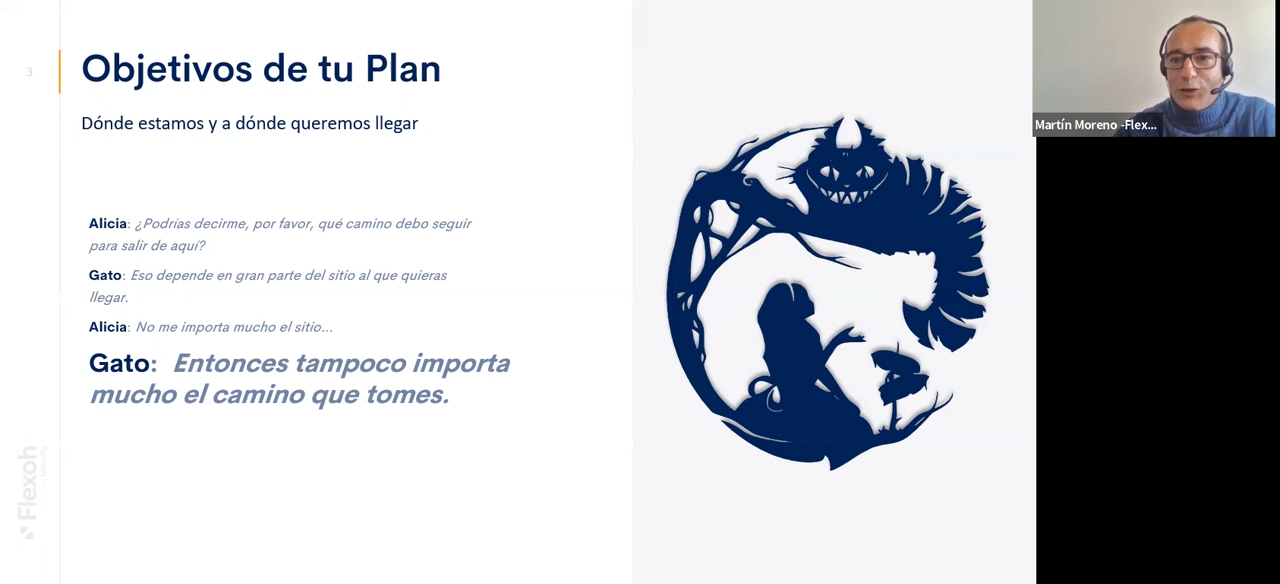 3
Objetivos de tu Plan
Dónde estamos y a dónde queremos llegar
Alicia: ¿Podrías decirme, por favor, qué camino debo seguir
para salir de aquí?
Gato: Eso depende en gran parte del sitio al que quieras
llegar.
Alicia: No me importa mucho el sitio...
Gato: Entonces tampoco importa
mucho el camino que tomes.
Flexoh
Martín Moreno -Flex...